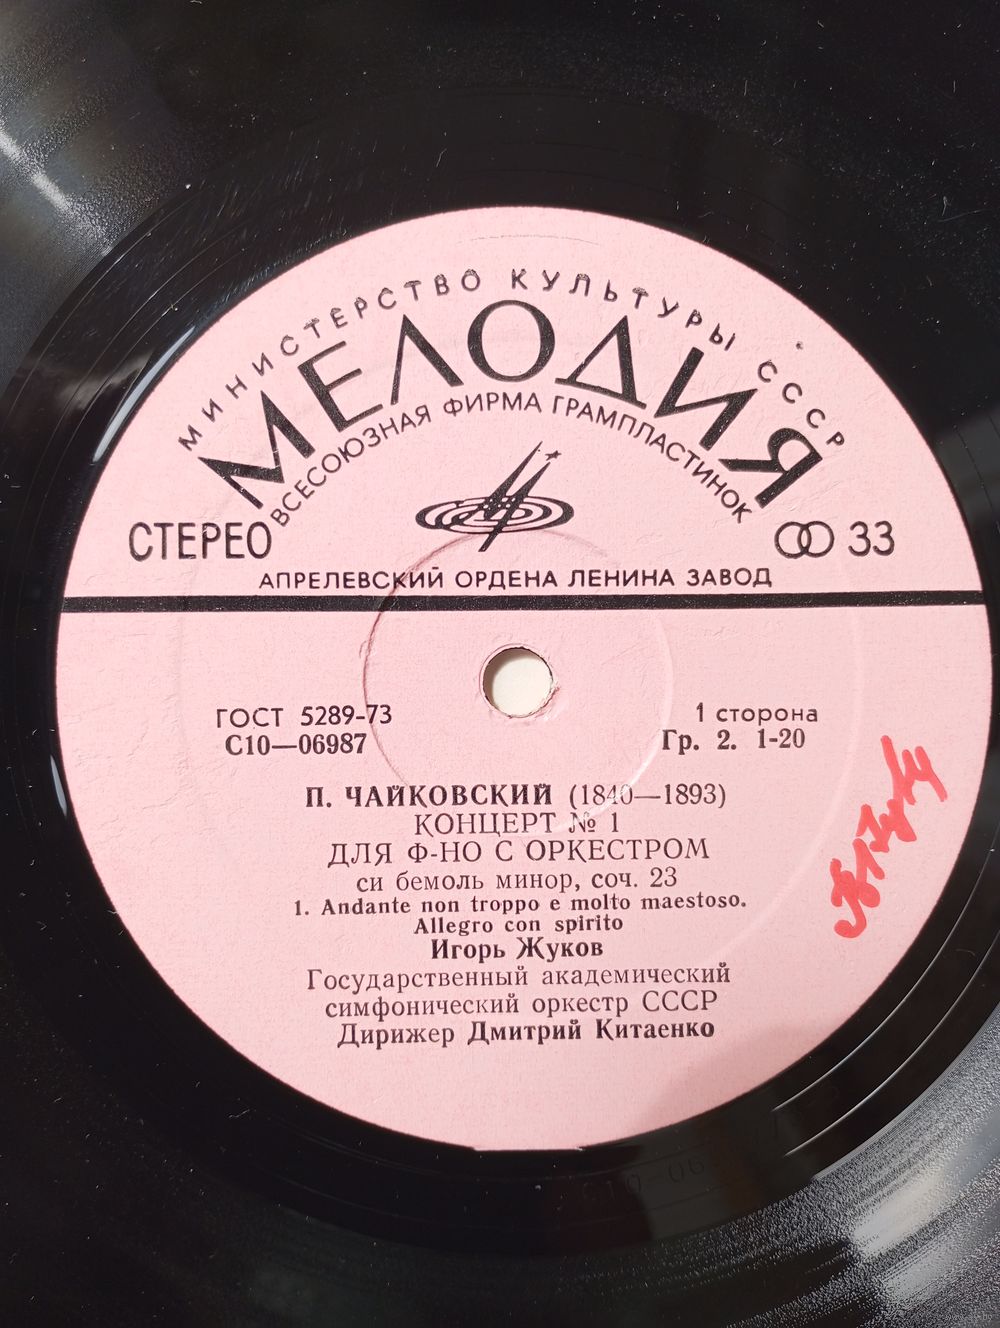 МИНИСТЕРСТВО КУЛЬТУРЫ СССР
МЕЛОДИЯ
ВСЕСОЮЗНАЯ ФИРМА ГРАМПЛАСТИНОК
СТЕРЕО
33
АПРЕЛЕВСКИЙ ОРДЕНА ЛЕНИНА ЗАВОД
ГОСТ 5289-73
1 сторона
С10—06987
Гр. 2. 1-20
П. ЧАЙКОВСКИЙ (1840—1893)
КОНЦЕРТ № 1
ДЛЯ Ф-НО С ОРКЕСТРОМ
си бемоль минор, соч. 23
1. Andante non troppo e molto maestoso.
Allegro con spirito
Игорь Жуков
Государственный академический
симфонический оркестр СССР
Дирижер Дмитрий Китаенко